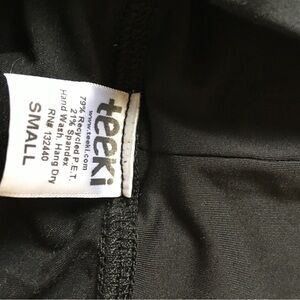 teeki
www.teeki.com
79% Recycled P.E.T.
21% Spandex
Hand Wash, Hang Dry
RN# 132440
SMALL